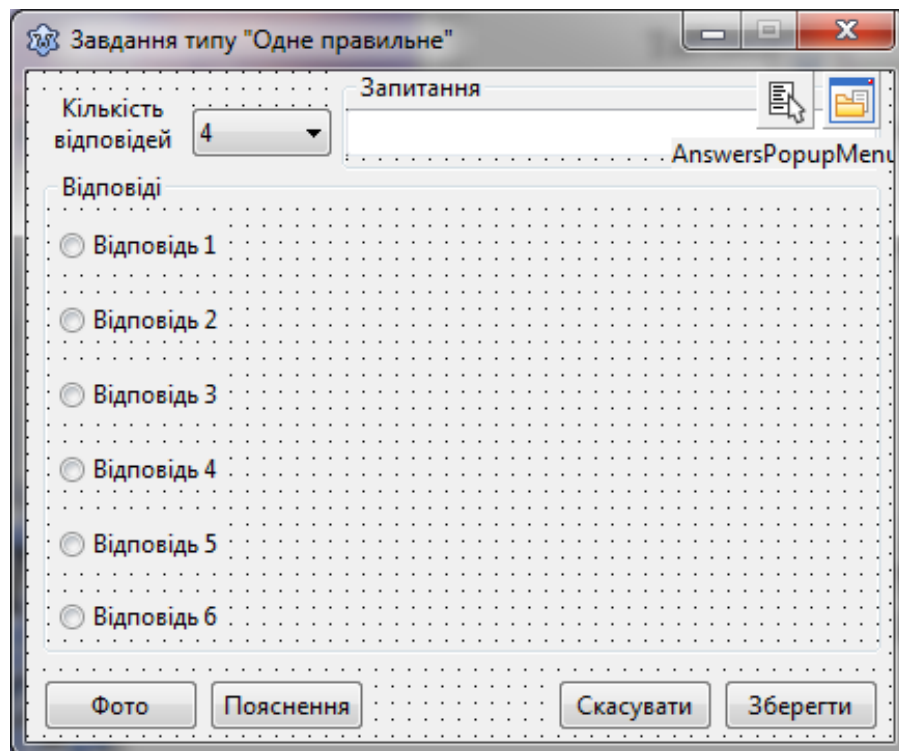 Завдання типу "Одне правильне"
Кількість
відповідей
4
Запитання
AnswersPopupMenu
Відповіді
Відповідь 1
Відповідь 2
Відповідь 3
Відповідь 4
Відповідь 5
Відповідь 6
Фото
Пояснення
Скасувати
Зберегти